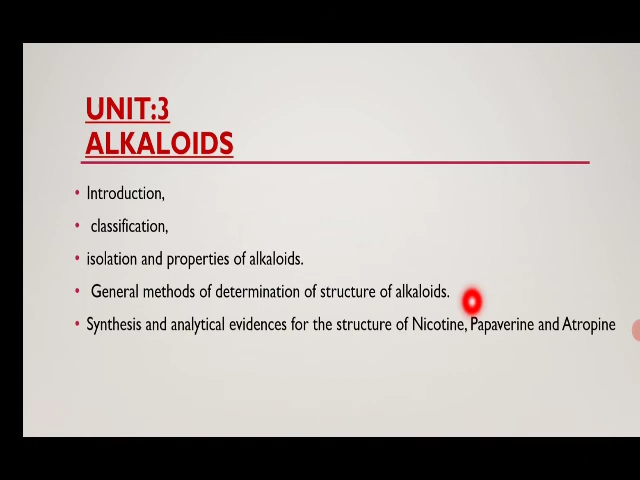 UNIT:3
ALKALOIDS
• Introduction,
• classification,
• isolation and properties of alkaloids.
• General methods of determination of structure of alkaloids.
• Synthesis and analytical evidences for the structure of Nicotine, Papaverine and Atropine